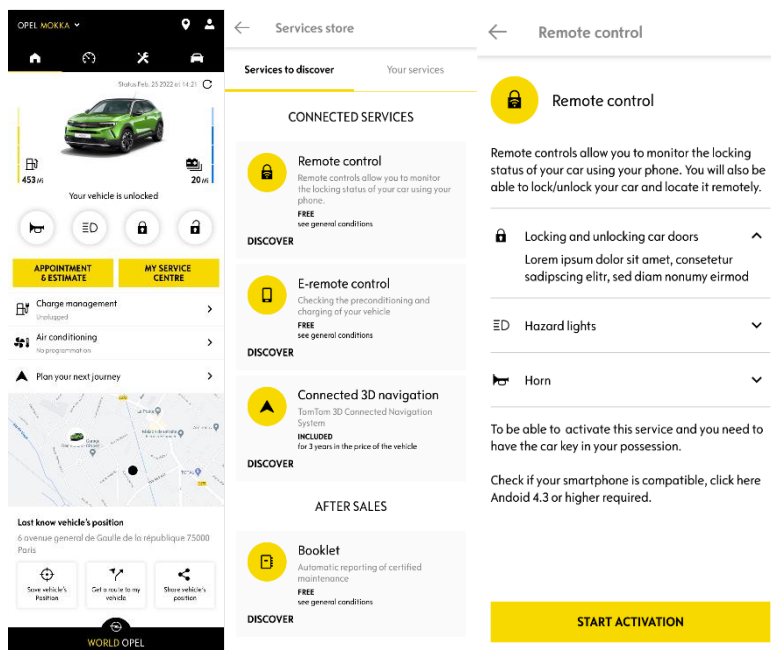 OPEL MOKKA
Status Feb. 25 2022 at 14:21
453 Mi
20 Mi
Your vehicle is unlocked
APPOINTMENT
& ESTIMATE
MY SERVICE
CENTRE
Charge management
Unplugged
Air conditioning
No programmation
Plan your next journey
Last know vehicle's position
6 avenue general de Gaulle de la république 75000
Paris
Save vehicle's
Position
Get a route to my
vehicle
Share vehicle's
position
WORLD OPEL
Services store
Services to discover
Your services
CONNECTED SERVICES
Remote control
Remote controls allow you to monitor
the locking status of your car using your
phone.
FREE
see general conditions
DISCOVER
E-remote control
Checking the preconditioning and
charging of your vehicle
FREE
see general conditions
DISCOVER
Connected 3D navigation
TomTom 3D Connected Navigation
System
INCLUDED
for 3 years in the price of the vehicle
DISCOVER
AFTER SALES
Booklet
Automatic reporting of certified
maintenance
FREE
see general conditions
DISCOVER
Remote control
Remote control
Remote controls allow you to monitor the locking
status of your car using your phone. You will also be
able to lock/unlock your car and locate it remotely.
Locking and unlocking car doors
Lorem ipsum dolor sit amet, consetetur
sadipscing elitr, sed diam nonumy eirmod
Hazard lights
Horn
To be able to activate this service and you need to
have the car key in your possession.
Check if your smartphone is compatible, click here
Andoid 4.3 or higher required.
START ACTIVATION